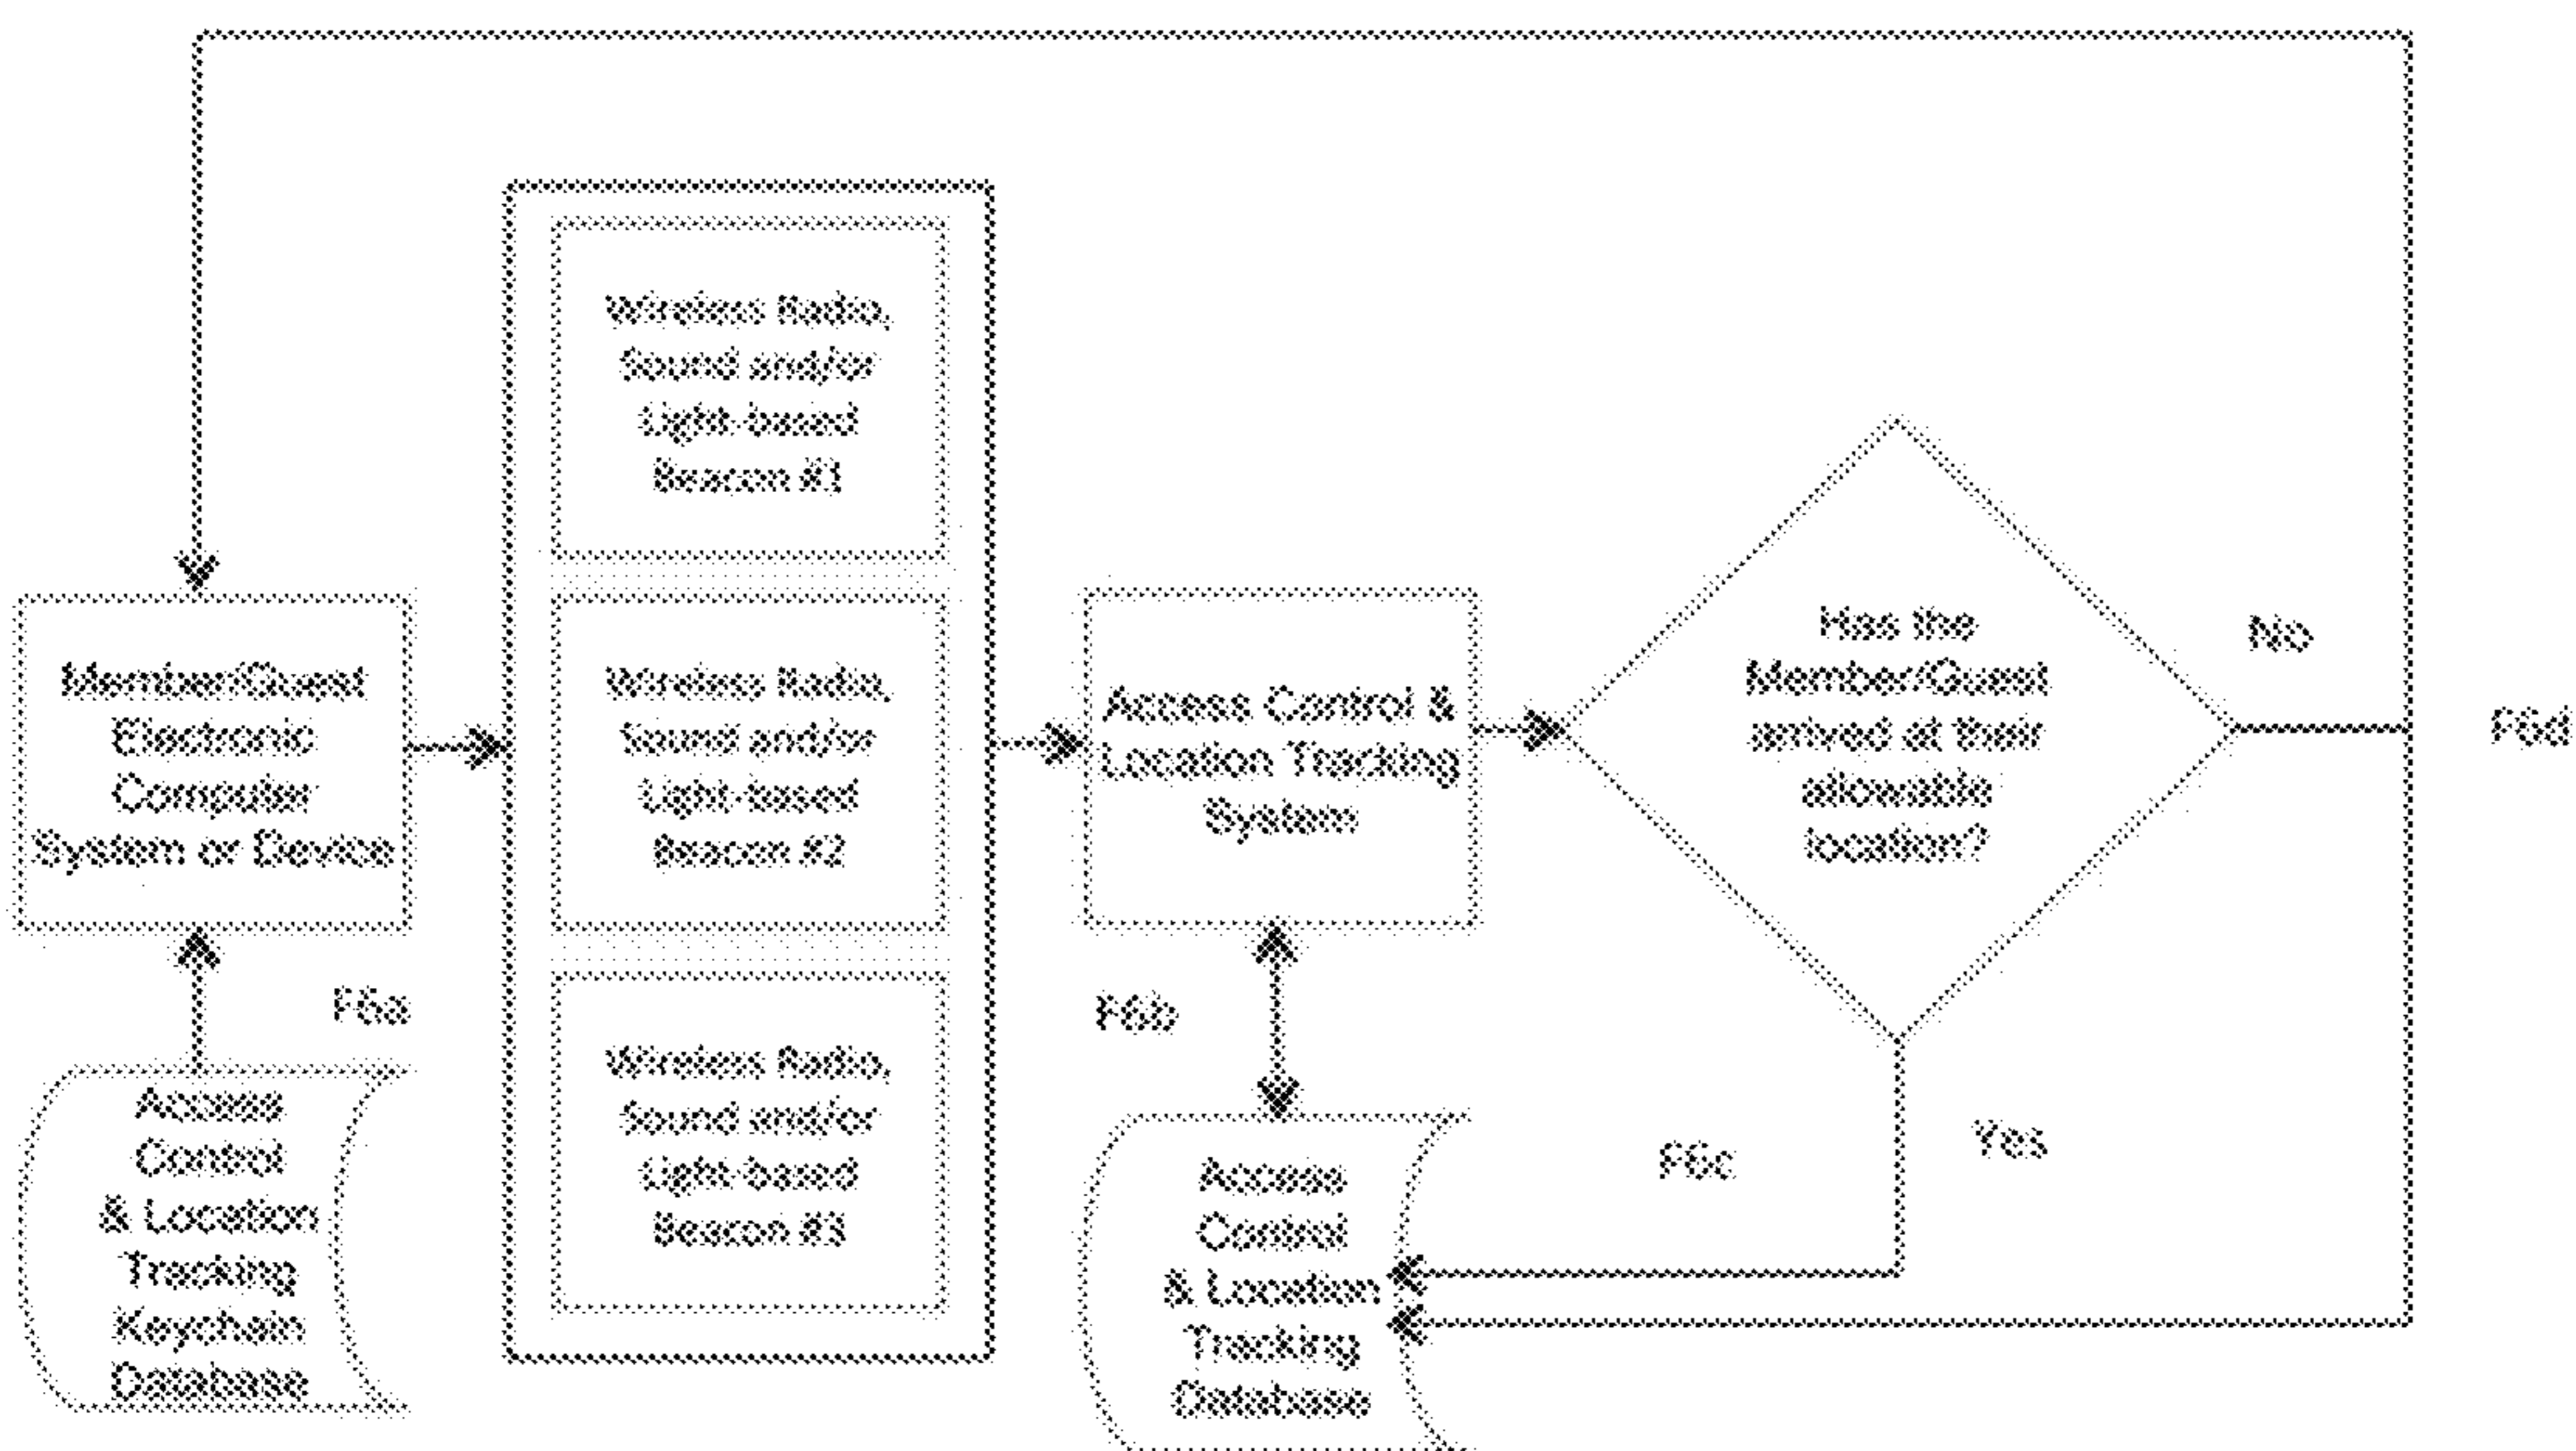 Wireless Radio,
Sound and/or
Light-based
Beacon #1
Member/Guest
Electronic
Computer
System or Device
Wireless Radio,
Sound and/or
Light-based
Beacon #2
Access Control &
Location Tracking
System
Has the
Member/Guest
arrived at their
allowable
location?
No
F6d
F6a
Access
Control
& Location
Tracking
Keychain
Database
Wireless Radio,
Sound and/or
Light-based
Beacon #3
F6b
Access
Control
& Location
Tracking
Database
F6c
Yes